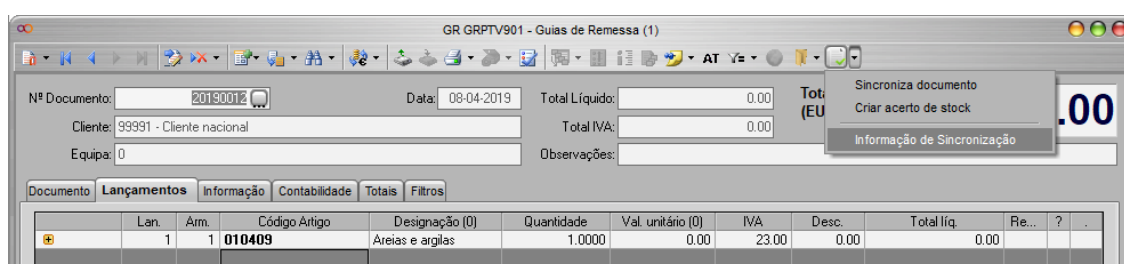 GR GRPTV901 - Guias de Remessa (1)
AT
Sincroniza documento
Criar acerto de stock
Informação de Sincronização
Nº Documento: 20190012 Data: 08-04-2019 Total Líquido: 0.00
(EU .00
Cliente: 99991 - Cliente nacional Total IVA: 0.00
Equipa: 0 Observações:
Documento Lançamentos Informação Contabilidade Totais Filtros
Lan. Arm. Código Artigo Designação (0) Quantidade Val. unitário (0) IVA Desc. Total líq. Re... ? .
1 1 010409 Areias e argilas 1.0000 0.00 23.00 0.00 0.00